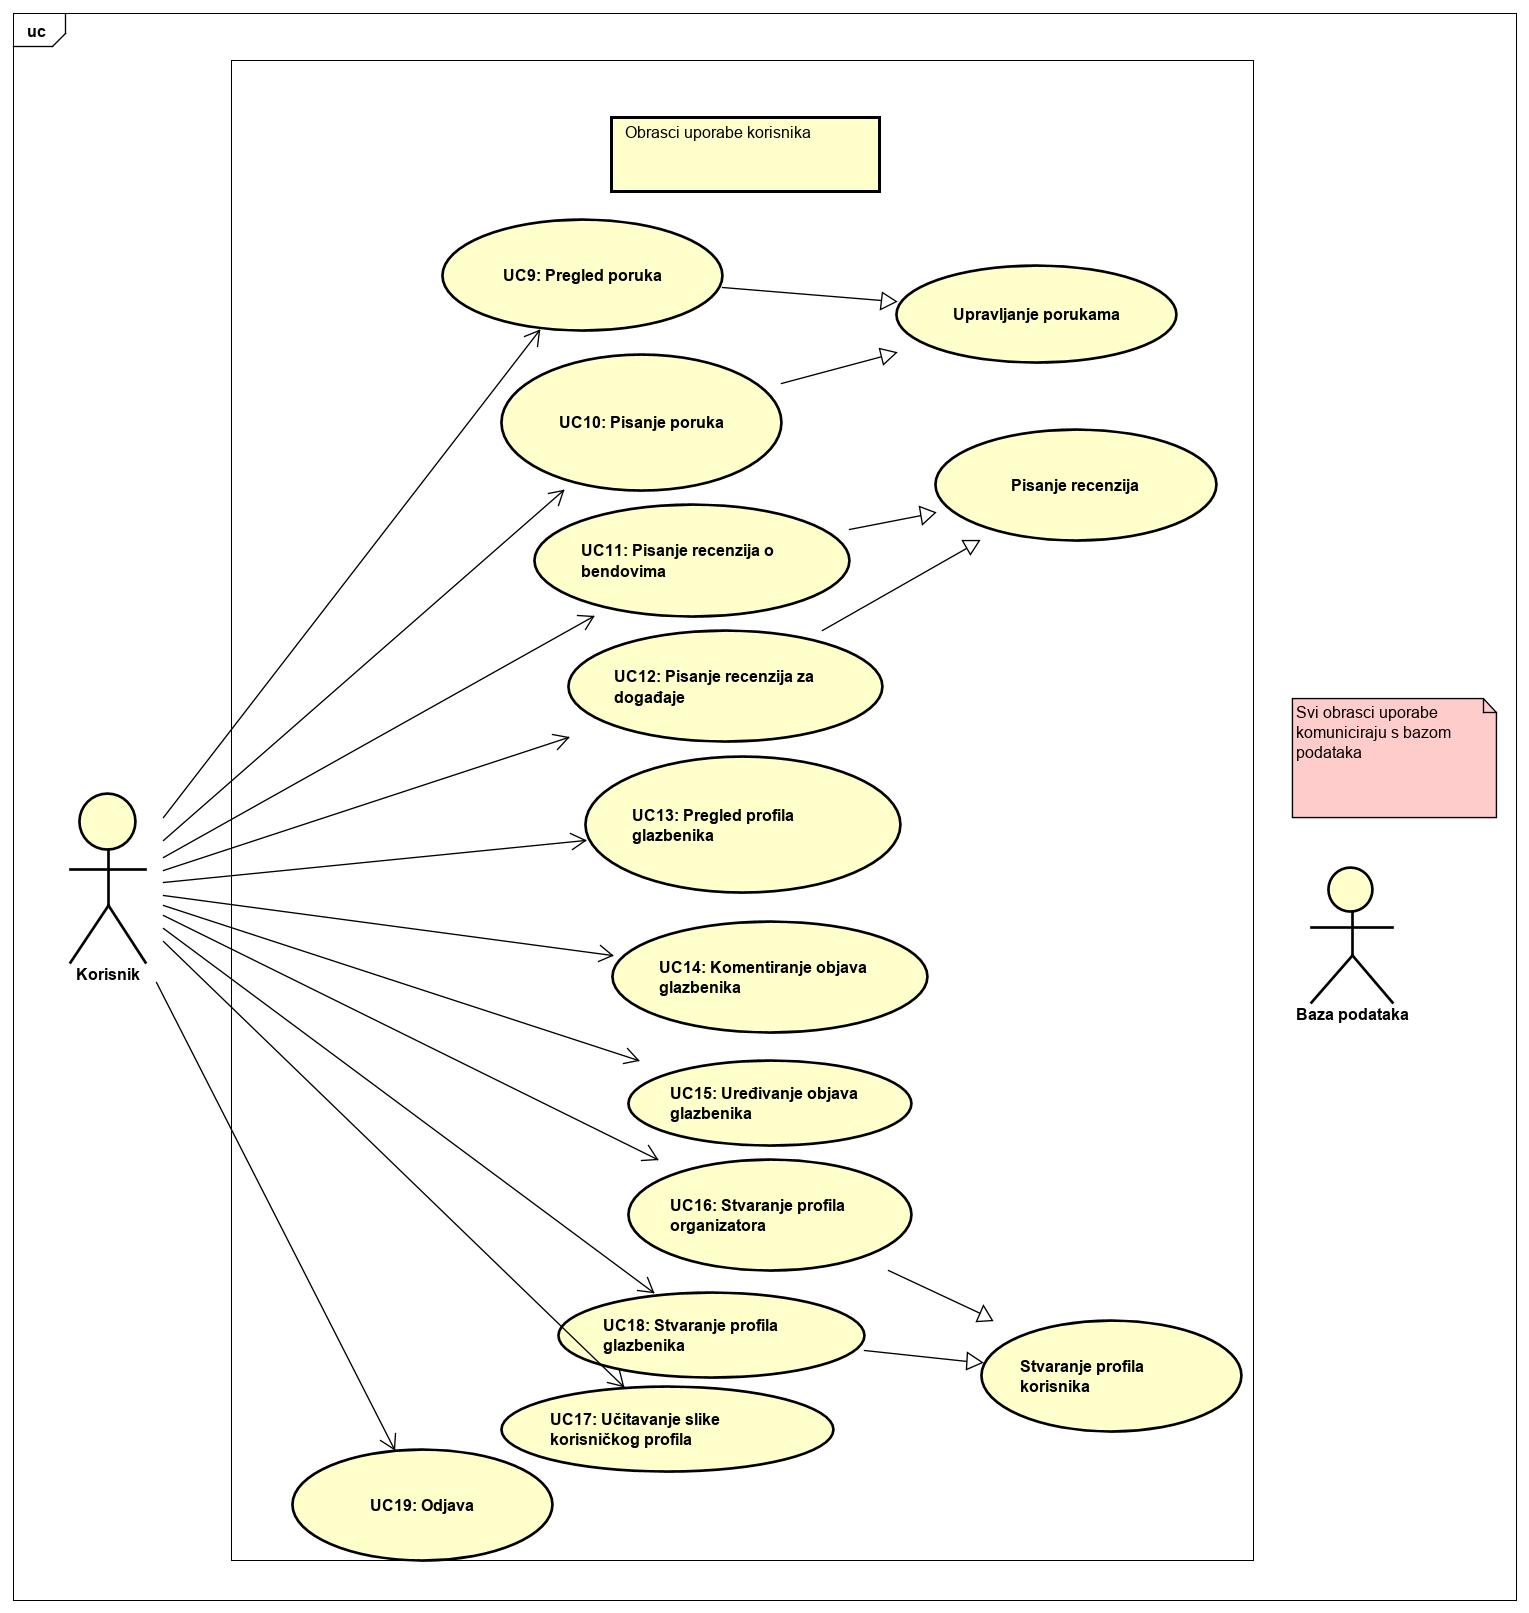 uc
Obrasci uporabe korisnika
UC9: Pregled poruka
Upravljanje porukama
UC10: Pisanje poruka
Pisanje recenzija
UC11: Pisanje recenzija o
bendovima
UC12: Pisanje recenzija za
događaje
Svi obrasci uporabe
komuniciraju s bazom
podataka
UC13: Pregled profila
glazbenika
Korisnik
UC14: Komentiranje objava
glazbenika
Baza podataka
UC15: Uređivanje objava
glazbenika
UC16: Stvaranje profila
organizatora
UC18: Stvaranje profila
glazbenika
Stvaranje profila
korisnika
UC17: Učitavanje slike
korisničkog profila
UC19: Odjava